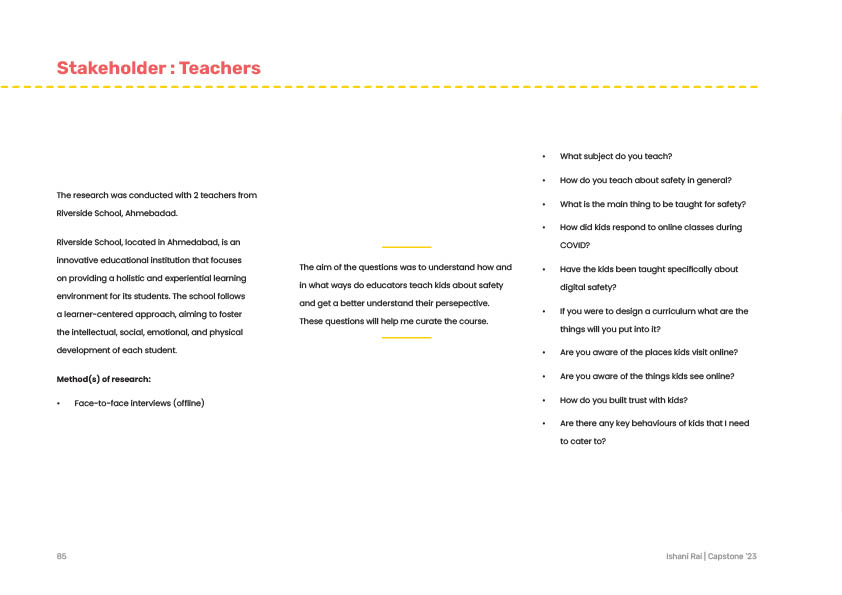 Stakeholder : Teachers
The research was conducted with 2 teachers from
Riverside School, Ahmebadad.
Riverside School, located in Ahmedabad, is an
innovative educational institution that focuses
on providing a holistic and experiential learning
environment for its students. The school follows
a learner-centered approach, aiming to foster
the intellectual, social, emotional, and physical
development of each student.
Method(s) of research:
• Face-to-face interviews (offline)
The aim of the questions was to understand how and
in what ways do educators teach kids about safety
and get a better understand their persepective.
These questions will help me curate the course.
• What subject do you teach?
• How do you teach about safety in general?
• What is the main thing to be taught for safety?
• How did kids respond to online classes during
COVID?
• Have the kids been taught specifically about
digital safety?
• If you were to design a curriculum what are the
things will you put into it?
• Are you aware of the places kids visit online?
• Are you aware of the things kids see online?
• How do you built trust with kids?
• Are there any key behaviours of kids that I need
to cater to?
85
Ishani Rai | Capstone '23